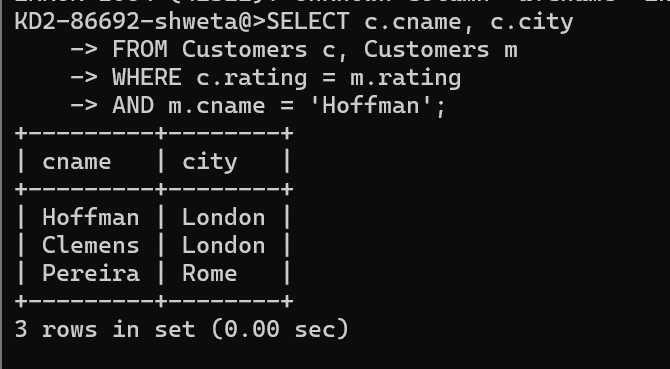 KD2-86692-shweta@>SELECT c.cname, c.city
    -> FROM Customers c, Customers m
    -> WHERE c.rating = m.rating
    -> AND m.cname = 'Hoffman';
+---------+--------+
| cname   | city   |
+---------+--------+
| Hoffman | London |
| Clemens | London |
| Pereira | Rome   |
+---------+--------+
3 rows in set (0.00 sec)